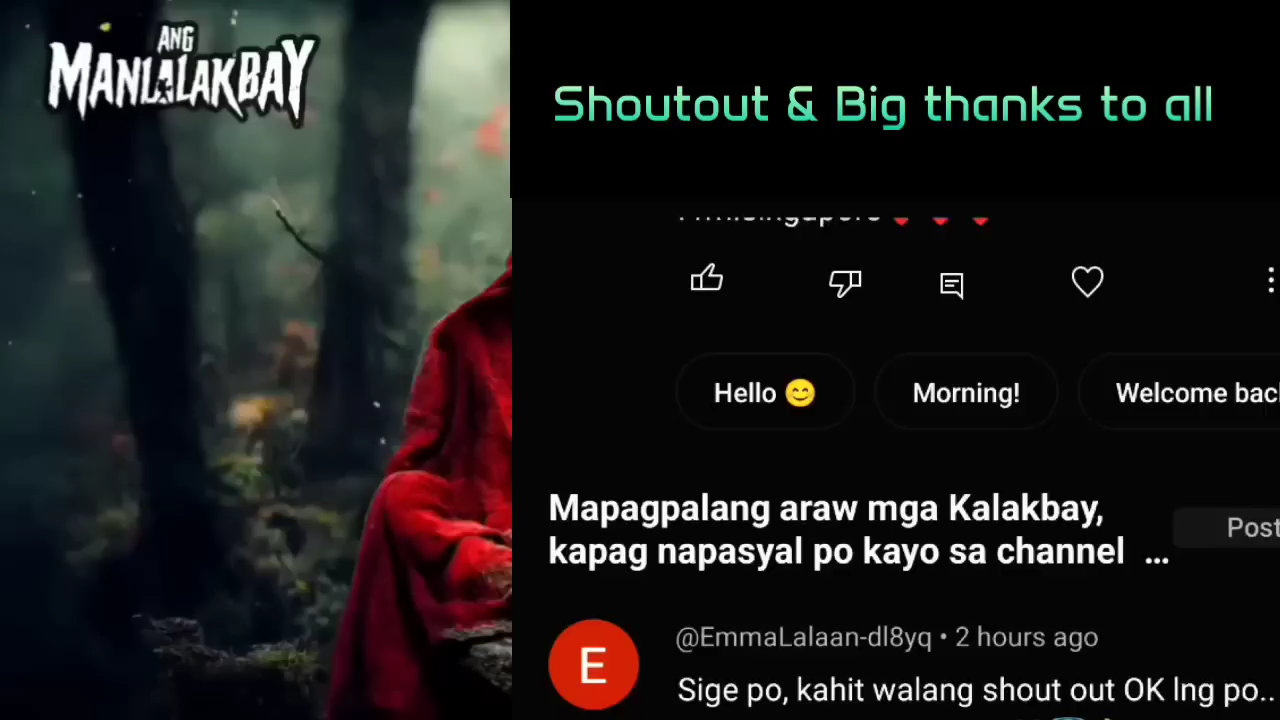 ANG
MANLALAKBAY
Shoutout & Big thanks to all
Hello 😊
Morning!
Welcome bac
Mapagpalang araw mga Kalakbay,
kapag napasyal po kayo sa channel ...
Post
E
@EmmaLalaan-dl8yq • 2 hours ago
Sige po, kahit walang shout out OK lng po..